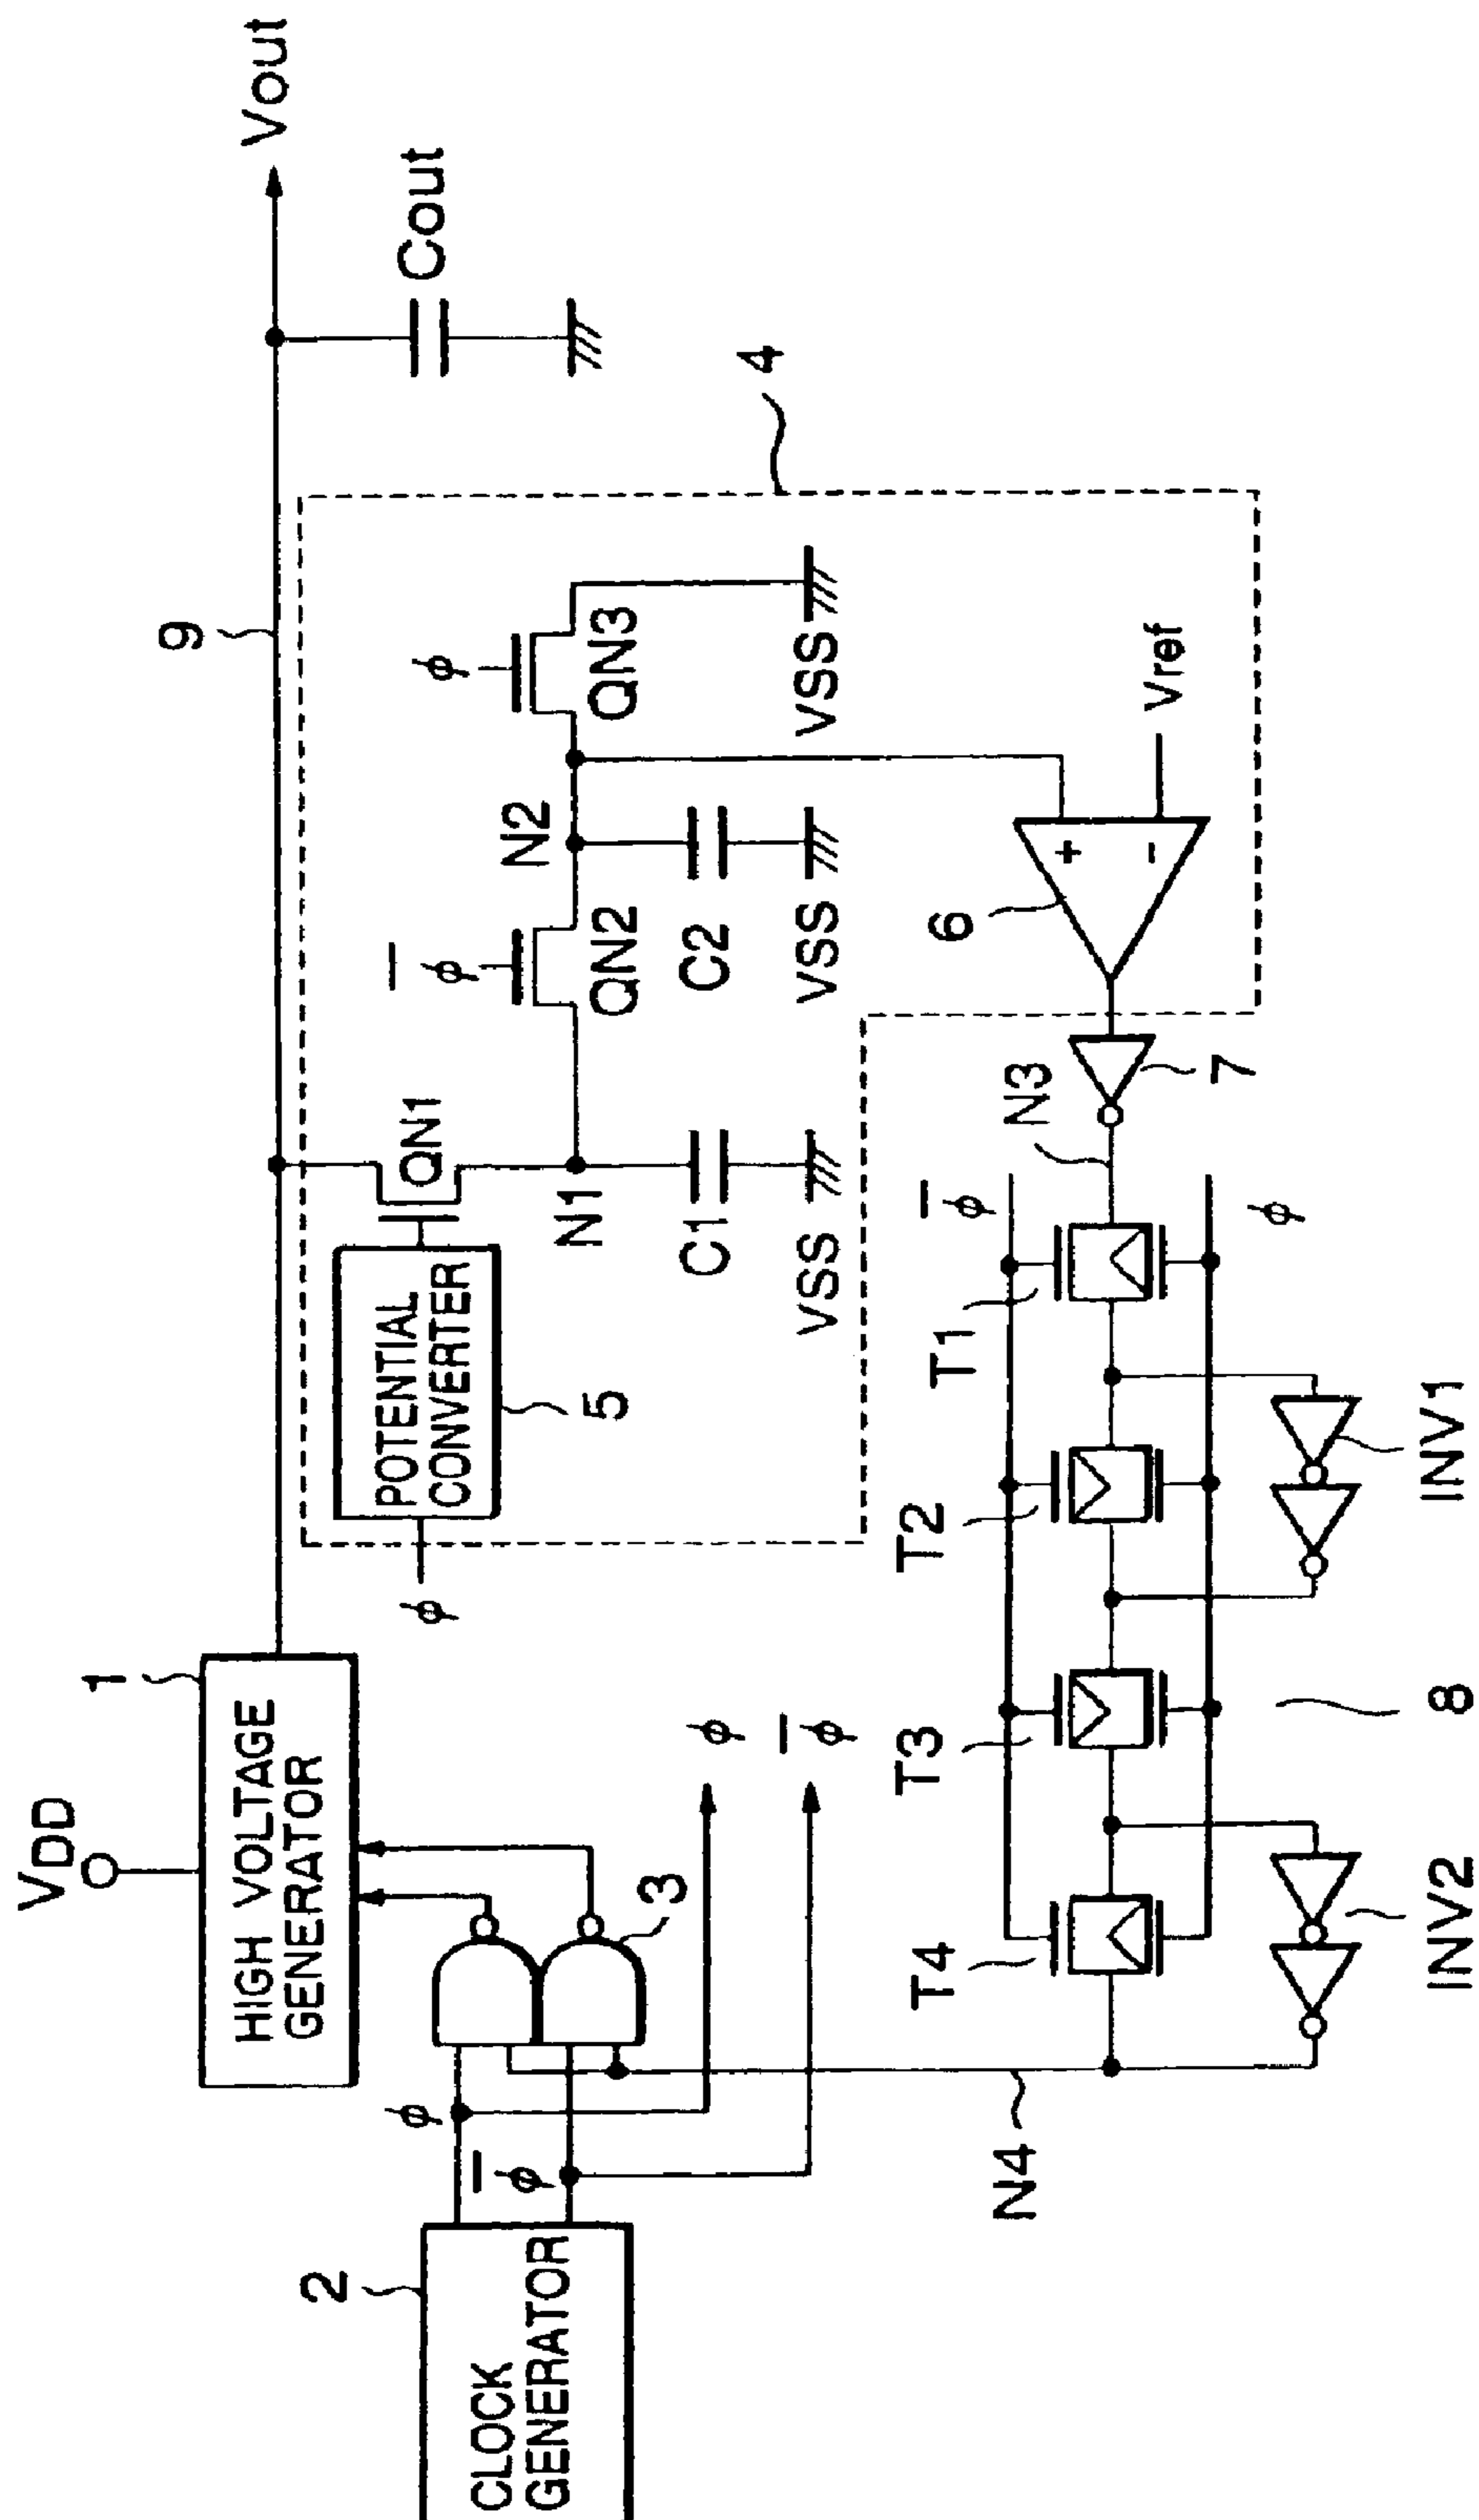 VDD
1
HIGH VOLTAGE
GENERATOR
9
Vout
Cout
2
CLOCK
GENERATOR
φ
φ̅
3
φ
φ̅
φ
POTENTIAL
CONVERTER
5
QN1
N1
C1
VSS
φ̅
QN2
N2
C2
VSS
φ
QN3
VSS
4
6
+
-
Vref
7
N3
φ̅
φ
T1
T2
T3
T4
N4
INV1
INV2
8